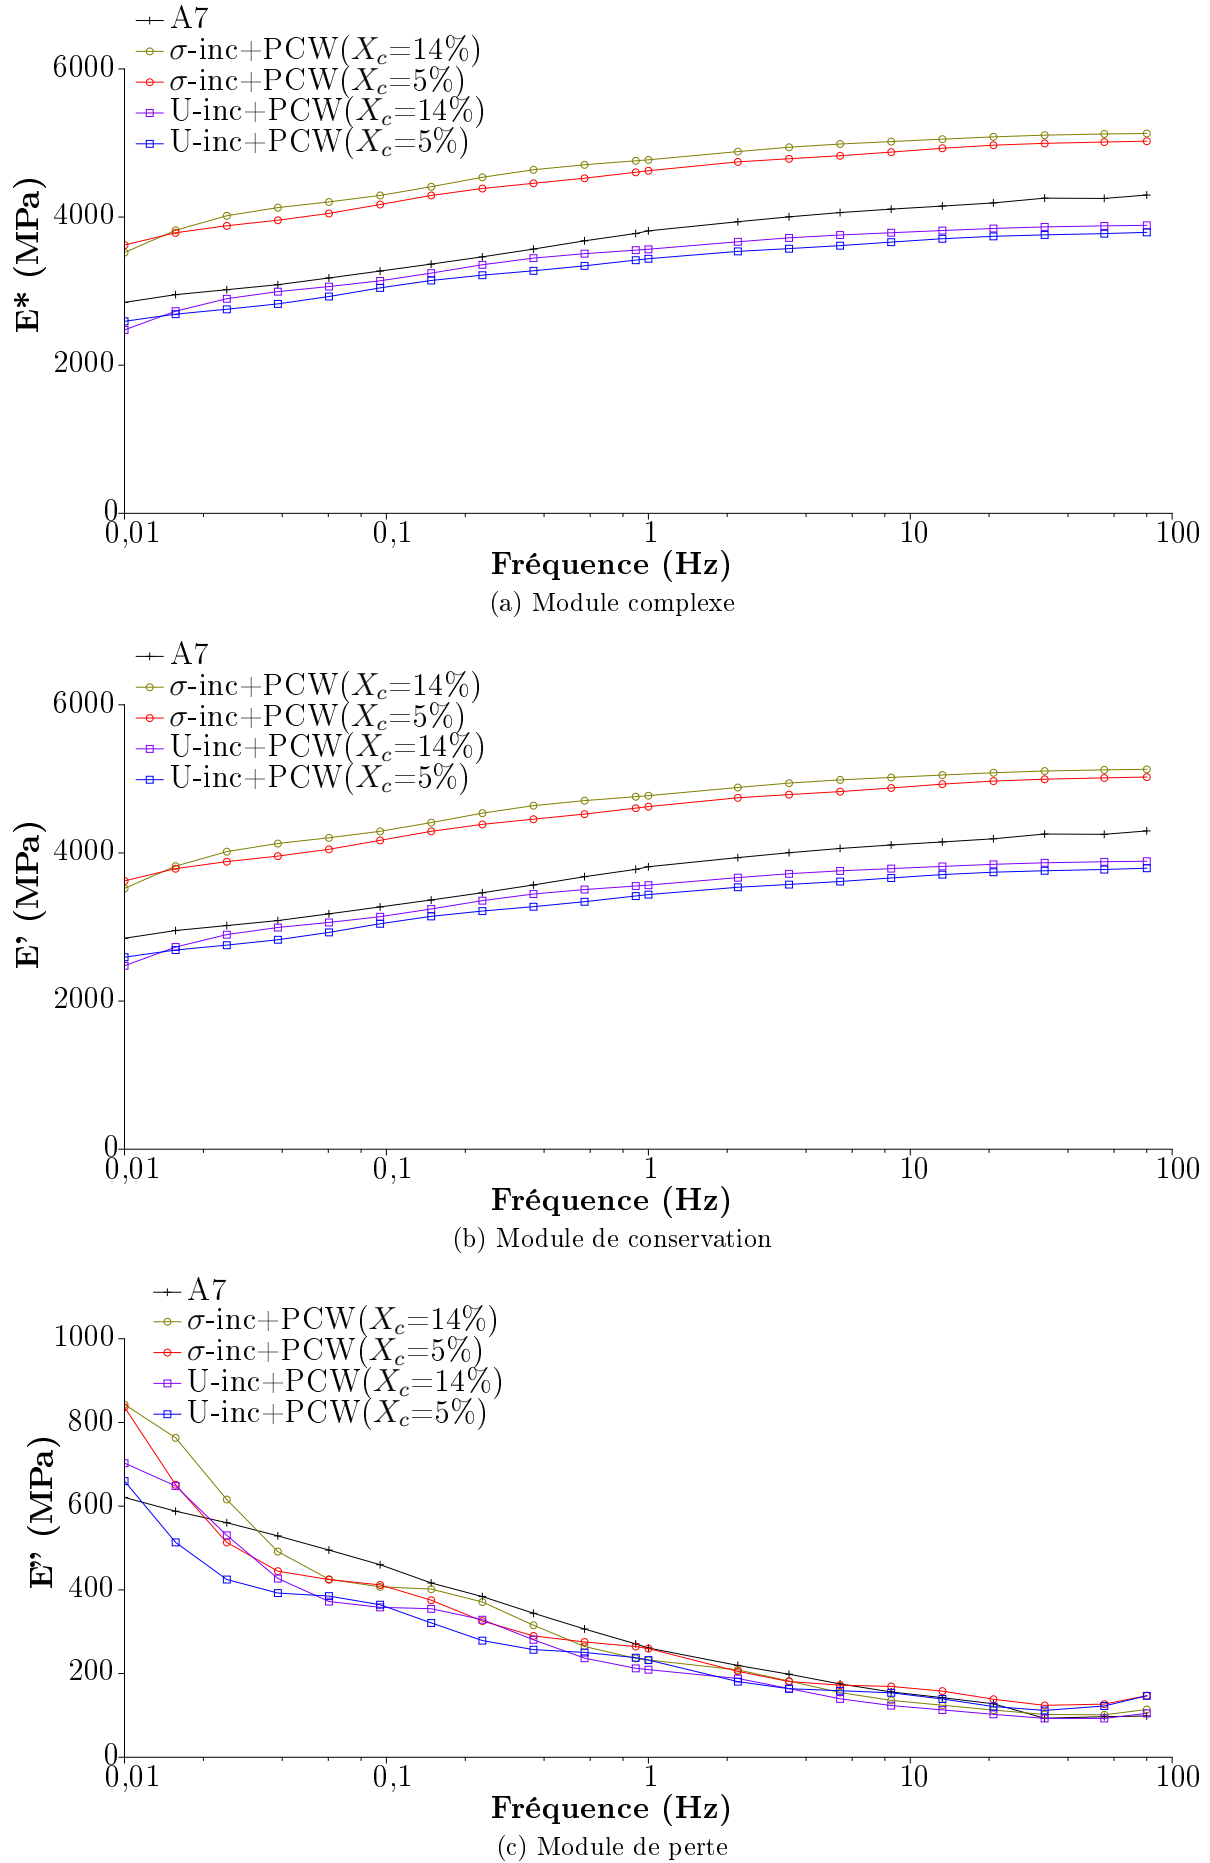 A7
σ-inc+PCW(X_c=14%)
σ-inc+PCW(X_c=5%)
U-inc+PCW(X_c=14%)
U-inc+PCW(X_c=5%)
6000
4000
2000
0
E* (MPa)
0,01 0,1 1 10 100
Fréquence (Hz)
(a) Module complexe
A7
σ-inc+PCW(X_c=14%)
σ-inc+PCW(X_c=5%)
U-inc+PCW(X_c=14%)
U-inc+PCW(X_c=5%)
6000
4000
2000
0
E' (MPa)
0,01 0,1 1 10 100
Fréquence (Hz)
(b) Module de conservation
A7
σ-inc+PCW(X_c=14%)
σ-inc+PCW(X_c=5%)
U-inc+PCW(X_c=14%)
U-inc+PCW(X_c=5%)
1000
800
600
400
200
0
E” (MPa)
0,01 0,1 1 10 100
Fréquence (Hz)
(c) Module de perte